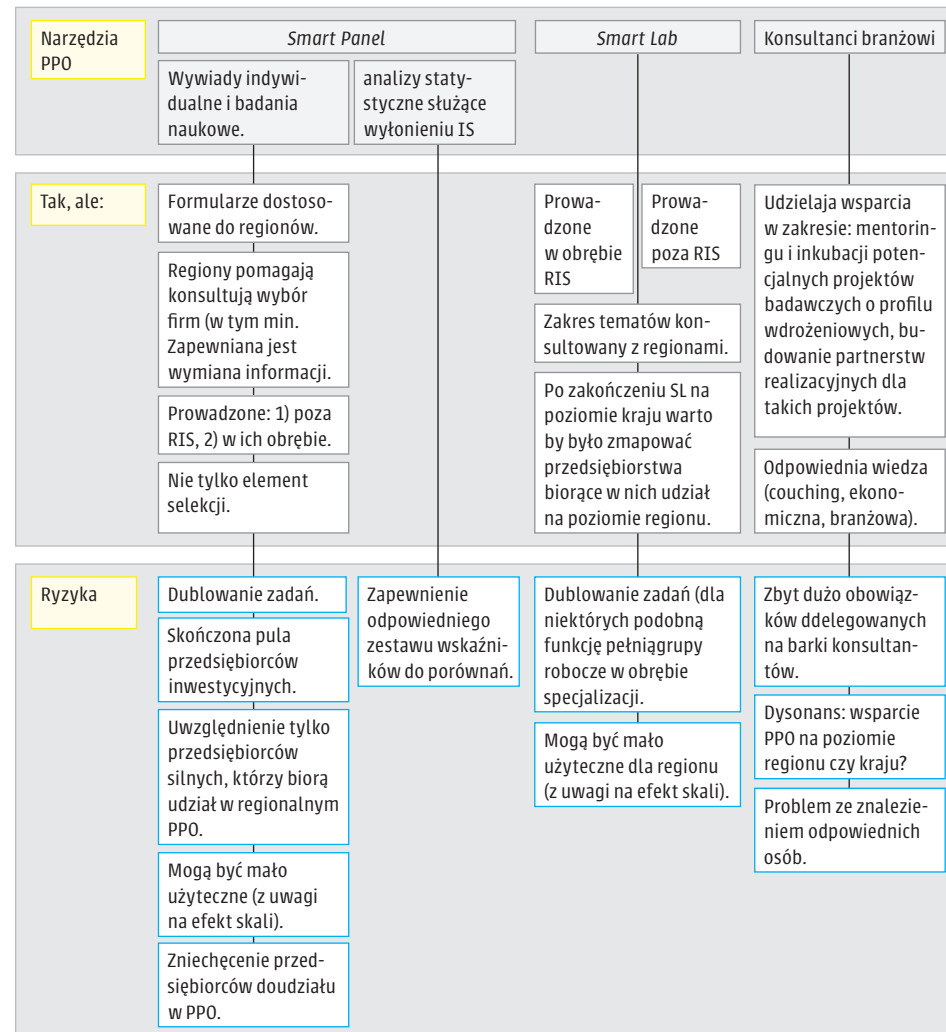 Narzędzia
PPO
Smart Panel
Wywiady indywi-
dualne i badania
naukowe.
analizy staty-
styczne służące
wyłonieniu IS
Smart Lab
Konsultanci branżowi
Tak, ale:
Formularze dostoso-
wane do regionów.
Regiony pomagają
konsultują wybór
firm (w tym min.
Zapewniana jest
wymiana informacji.
Prowadzone: 1) poza
RIS, 2) w ich obrębie.
Nie tylko element
selekcji.
Prowa-
dzone
w obrębie
RIS
Prowa-
dzone
poza RIS
Zakres tematów kon-
sultowany z regionami.
Po zakończeniu SL na
poziomie kraju warto
by było zmapować
przedsiębiorstwa
biorące w nich udział
na poziomie regionu.
Udzielaja wsparcia
w zakresie: mentorin-
gu i inkubacji poten-
cjalnych projektów
badawczych o profilu
wdrożeniowych, bu-
dowanie partnerstw
realizacyjnych dla
takich projektów.
Odpowiednia wiedza
(couching, ekono-
miczna, branżowa).
Ryzyka
Dublowanie zadań.
Skończona pula
przedsiębiorców
inwestycyjnych.
Uwzględnienie tylko
przedsiębiorców
silnych, którzy biorą
udział w regionalnym
PPO.
Mogą być mało
użyteczne (z uwagi
na efekt skali).
Zniechęcenie przed-
siębiorców doudziału
w PPO.
Zapewnienie
odpowiedniego
zestawu wskaźni-
ków do porównań.
Dublowanie zadań (dla
niektórych podobną
funkcję pełniągrupy
robocze w obrębie
specjalizacji.
Mogą być mało
użyteczne dla regionu
(z uwagi na efekt skali).
Zbyt dużo obowiąz-
ków ddelegowanych
na barki konsultan-
tów.
Dysonans: wsparcie
PPO na poziomie
regionu czy kraju?
Problem ze znalezie-
niem odpowiednich
osób.